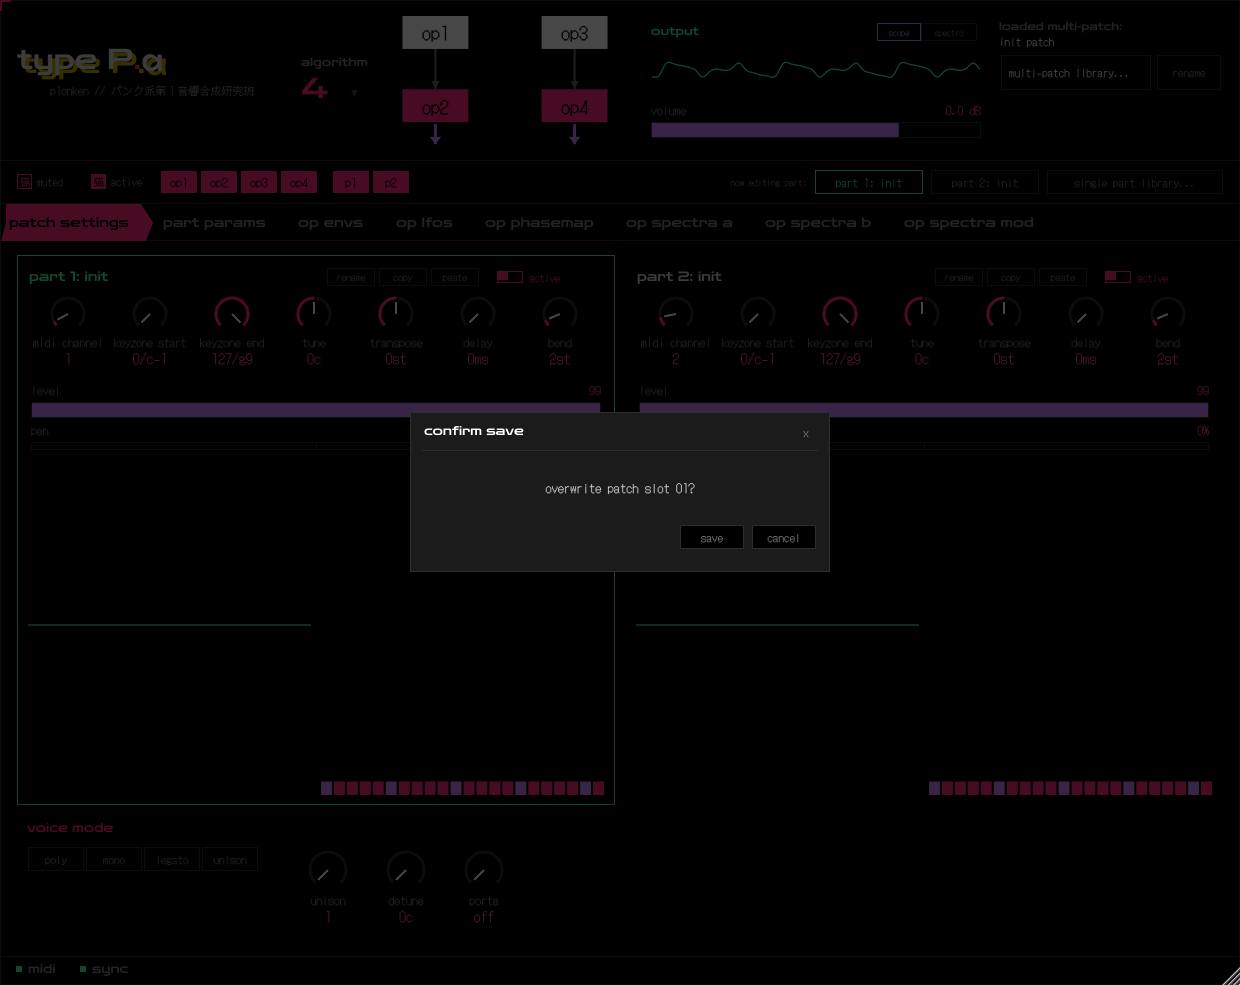 type P.a
plonken // パンク派第1音響合成研究班
algorithm
4
op1
op3
op2
op4
output
scope
spectro
volume
0.0 dB
loaded multi-patch:
init patch
multi-patch library...
rename
muted
active
op1
op2
op3
op4
p1
p2
now editing part:
part 1: init
part 2: init
single part library...
patch settings
part params
op envs
op lfos
op phasemap
op spectra a
op spectra b
op spectra mod
part 1: init
rename
copy
paste
active
midi channel
keyzone start
keyzone end
tune
transpose
delay
bend
1
0/c-1
127/g9
0c
0st
0ms
2st
level
99
pan
part 2: init
rename
copy
paste
active
midi channel
keyzone start
keyzone end
tune
transpose
delay
bend
2
0/c-1
127/g9
0c
0st
0ms
2st
level
99
0%
confirm save
x
overwrite patch slot 01?
save
cancel
voice mode
poly
mono
legato
unison
unison
detune
porta
1
0c
off
midi
sync